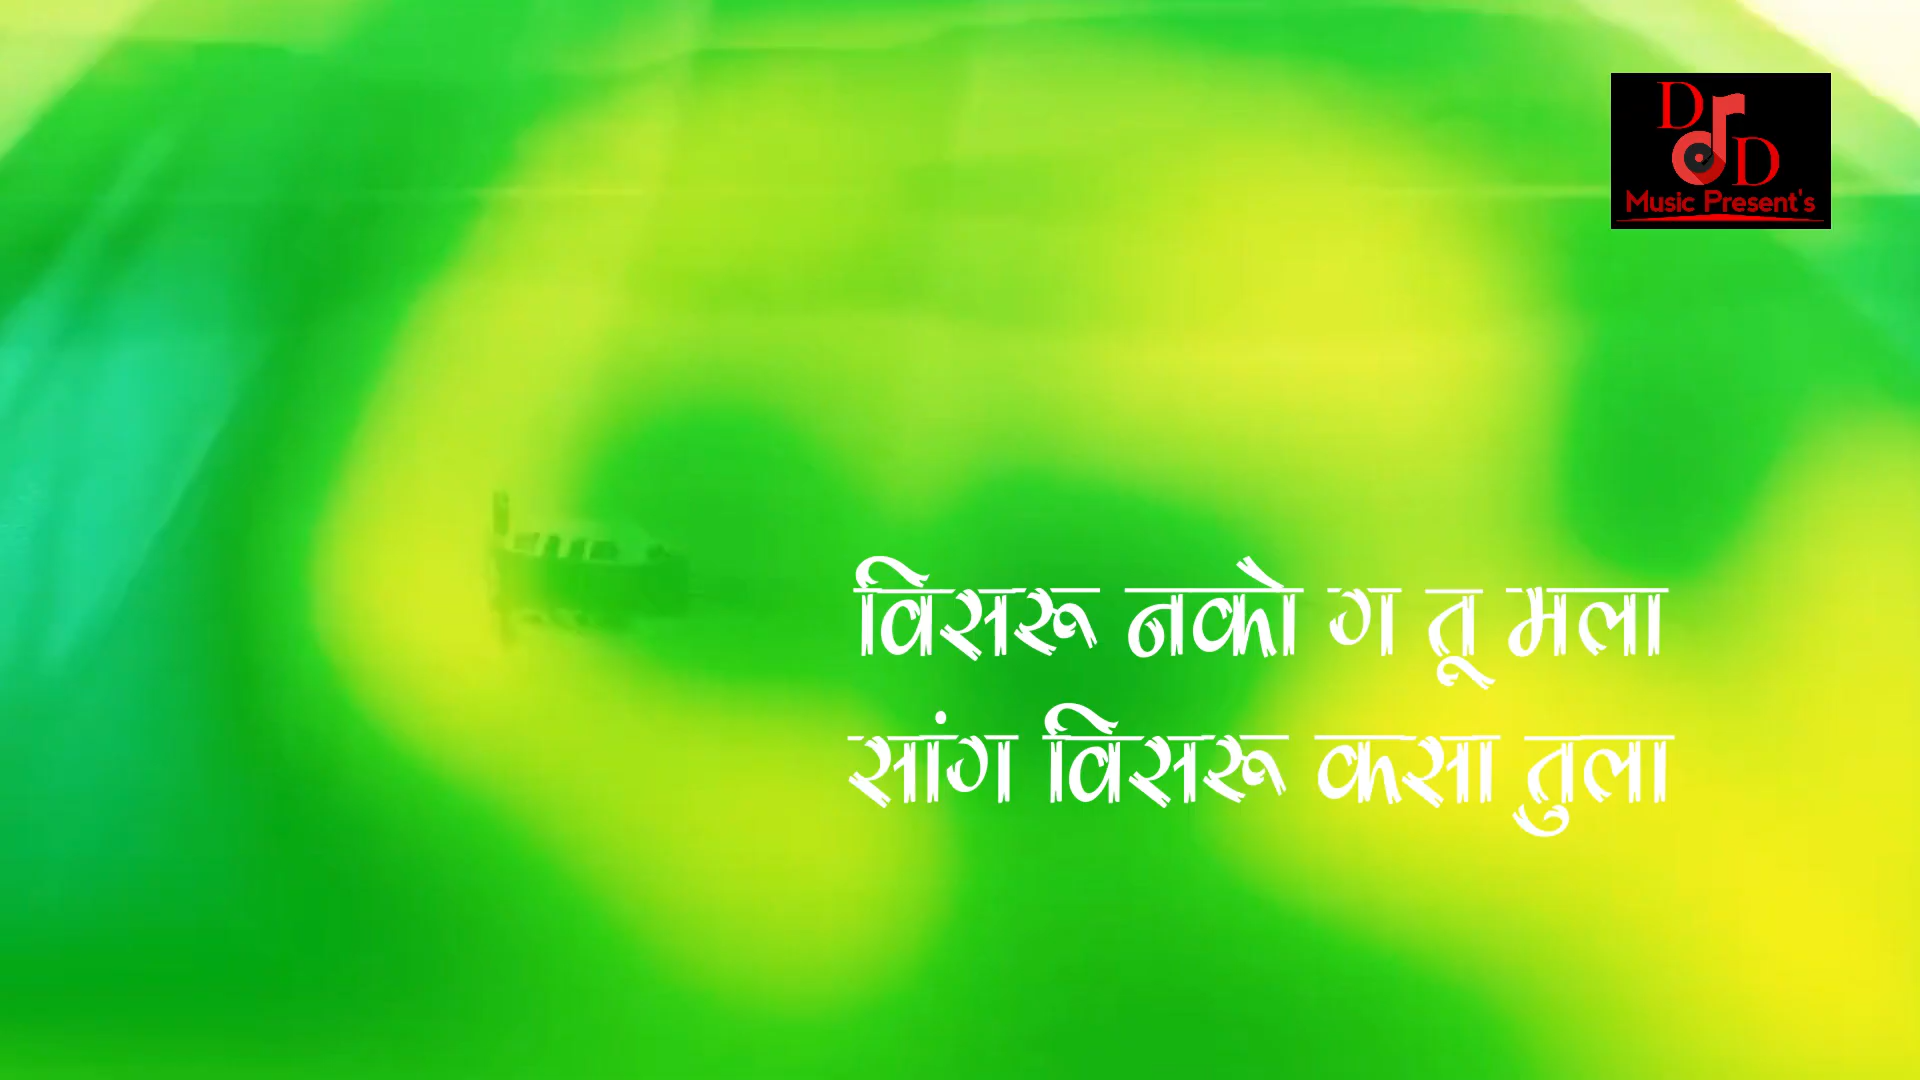 D D
Music Present's
विसरू नको ग तू मला
सांग विसरू कसा तुला